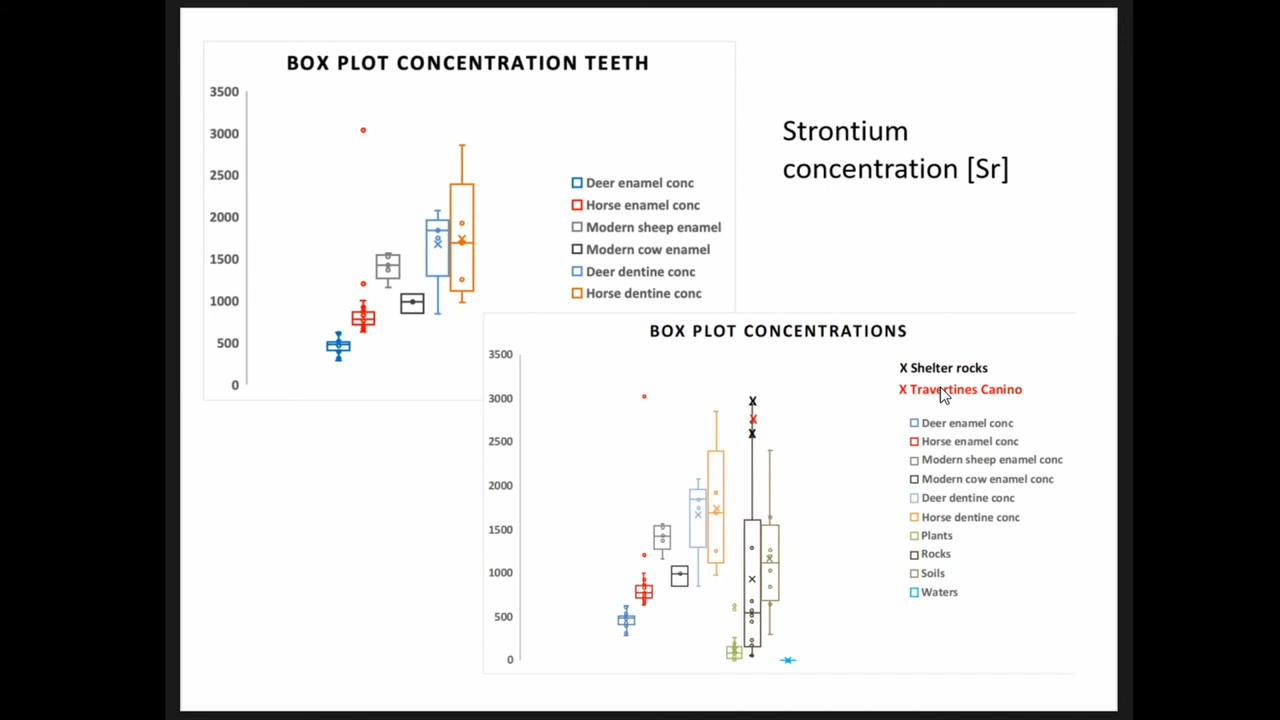 BOX PLOT CONCENTRATION TEETH
3500
3000
2500
2000
1500
1000
500
0
Deer enamel conc
Horse enamel conc
Modern sheep enamel
Modern cow enamel
Deer dentine conc
Horse dentine conc
Strontium
concentration [Sr]
BOX PLOT CONCENTRATIONS
3500
3000
2500
2000
1500
1000
500
0
X Shelter rocks
X Travertines Canino
Deer enamel conc
Horse enamel conc
Modern sheep enamel conc
Modern cow enamel conc
Deer dentine conc
Horse dentine conc
Plants
Rocks
Soils
Waters